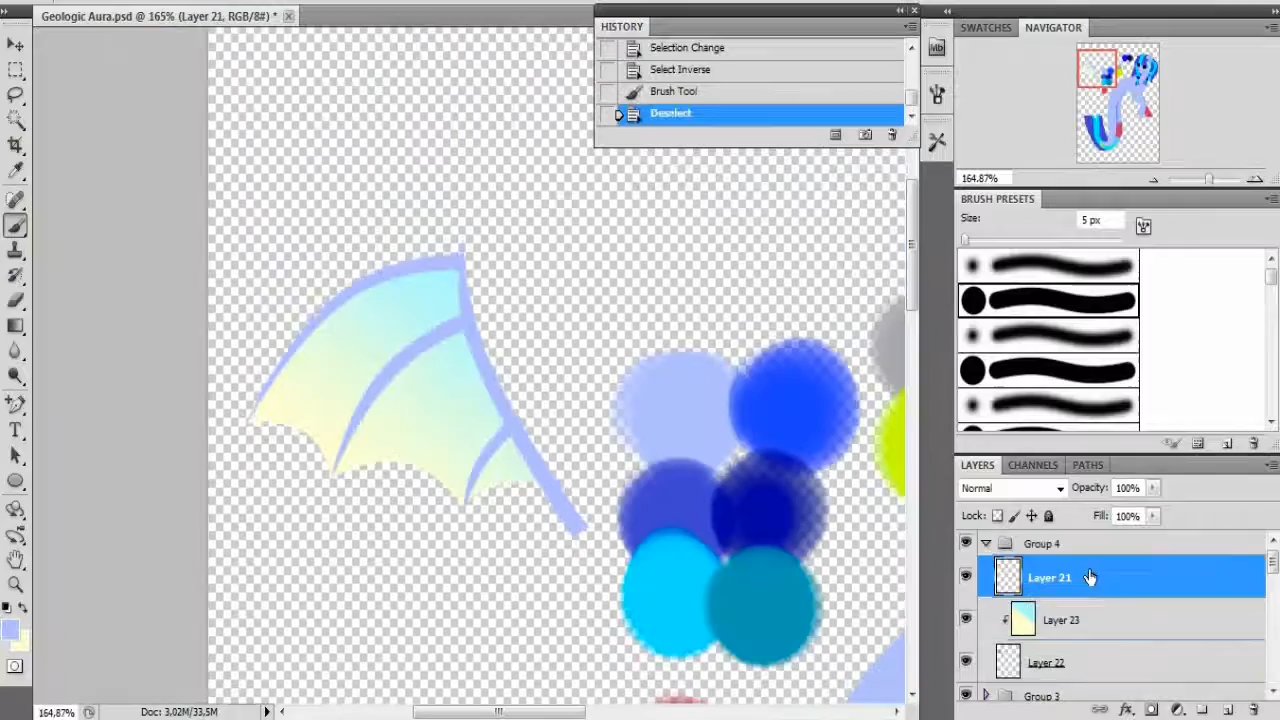 Geologic Aura.psd @ 165% (Layer 21, RGB/8#) *
HISTORY
Selection Change
Select Inverse
Brush Tool
Deselect
Mb
SWATCHES
NAVIGATOR
164.87%
BRUSH PRESETS
Size:
5 px
LAYERS
CHANNELS
PATHS
Normal
Opacity:
100%
Lock:
Fill:
100%
Group 4
Layer 21
Layer 23
Layer 22
Group 3
T
164,87%
Doc: 3,02M/33,5M
fx